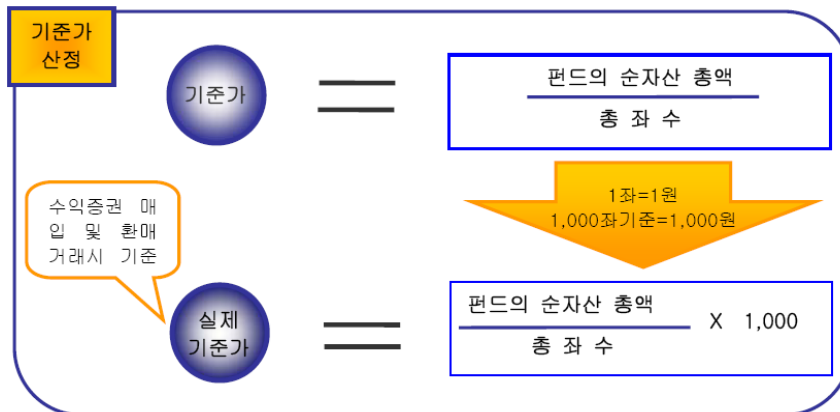 기준가
산정
기준가
=
펀드의 순자산 총액
총 좌 수
1좌=1원
1,000좌기준=1,000원
수익증권 매
입 및 환매
거래시 기준
실제
기준가
=
펀드의 순자산 총액
총 좌 수
X 1,000